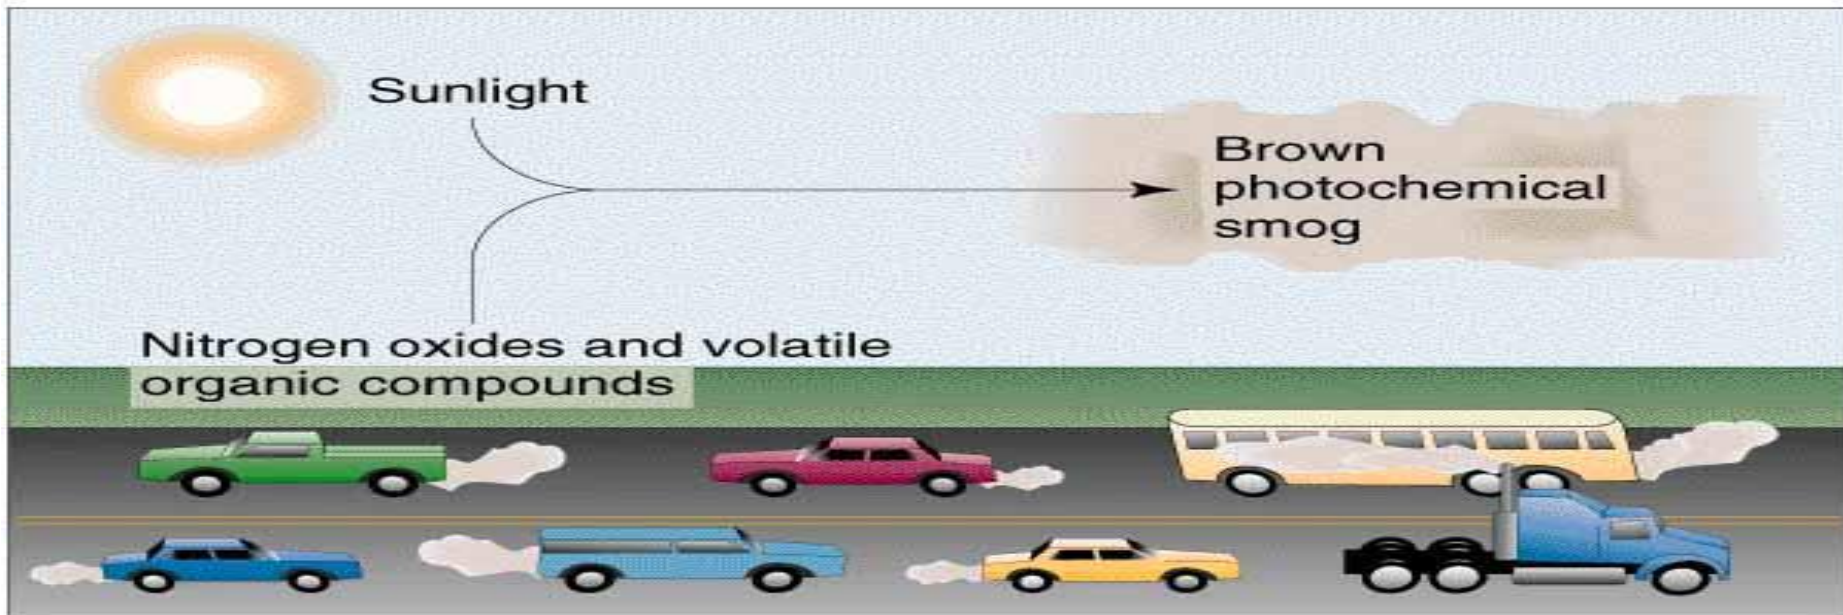 Sunlight
Brown
photochemical
smog
Nitrogen oxides and volatile
organic compounds